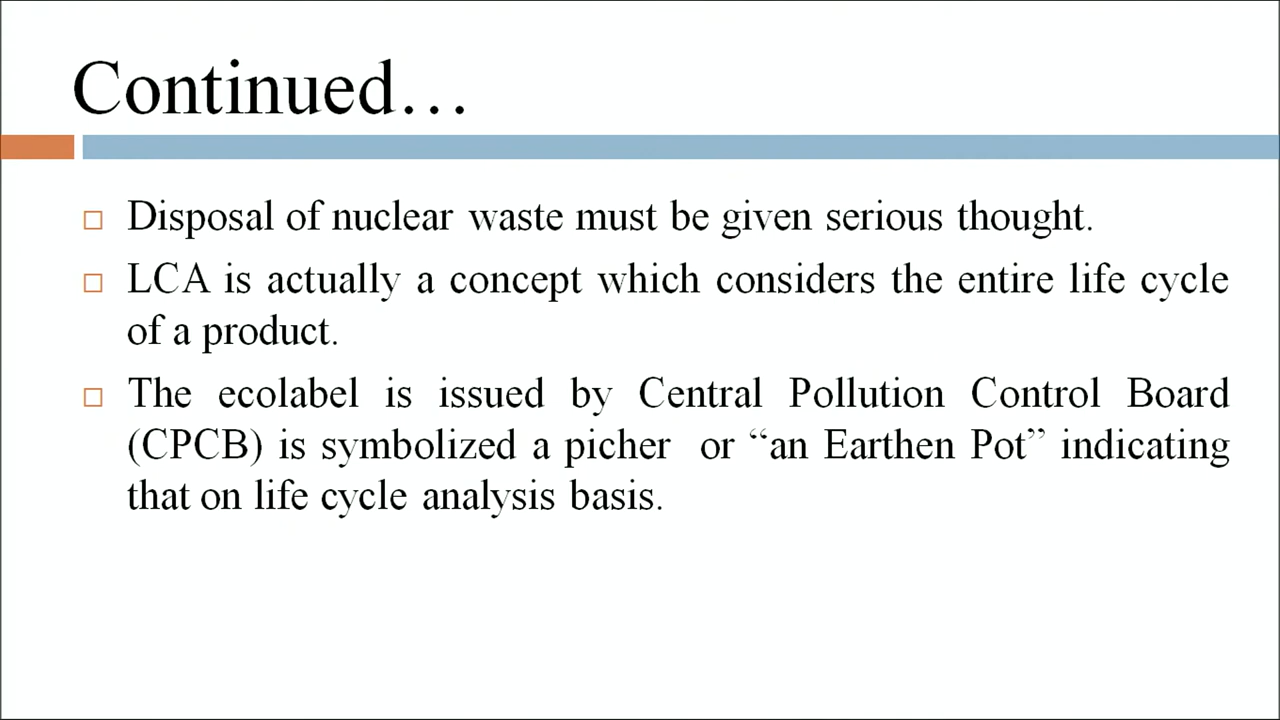 Continued…
Disposal of nuclear waste must be given serious thought.
LCA is actually a concept which considers the entire life cycle
of a product.
The ecolabel is issued by Central Pollution Control Board
(CPCB) is symbolized a picher or “an Earthen Pot” indicating
that on life cycle analysis basis.